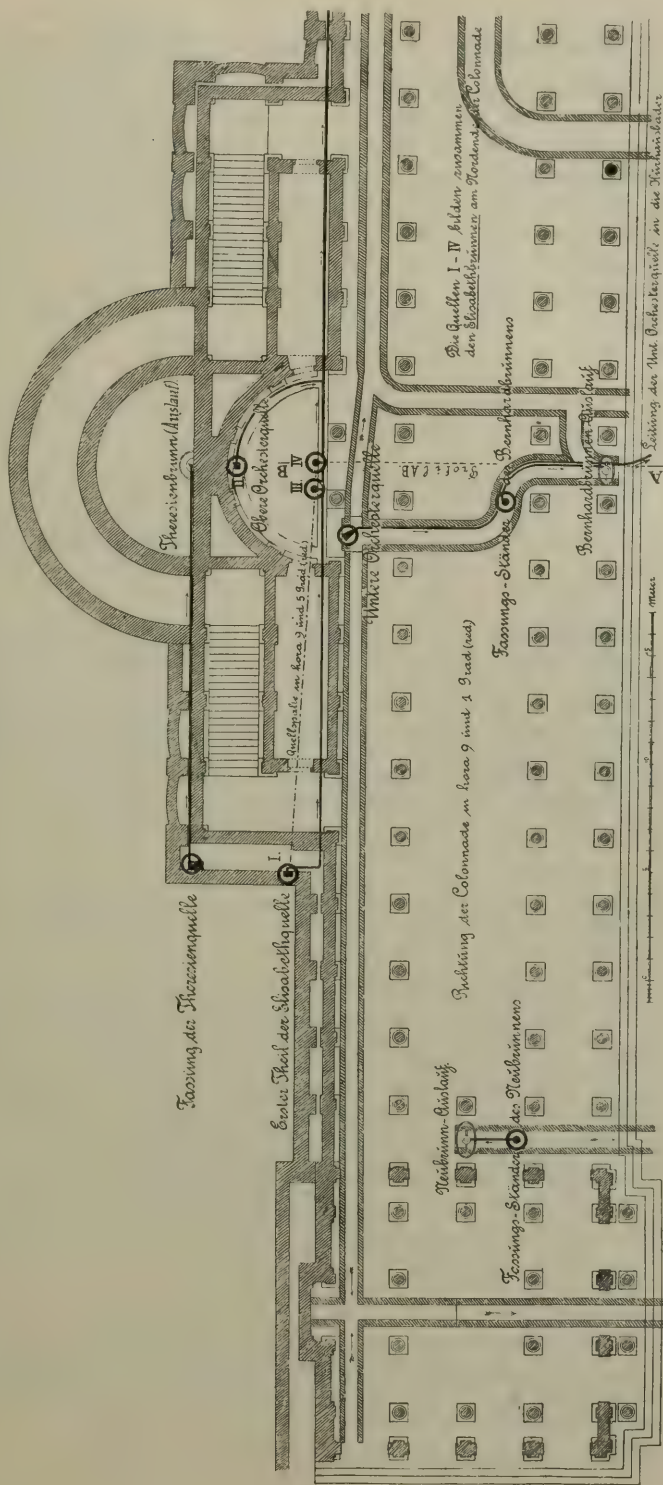 Fassung der Theresienquelle
Theresienbrunn (Auslauf)
Erster Theil der Elisabethquelle
I.
II
Obere Orchesterquelle
B
III
IV
Quellspalte in hora 9 und 5 Grad (red)
Untere Orchesterquelle
Profil AB
Die Quellen I - IV bilden zusammen
den Elisabethbrunnen am Nordende der Colonnade
Richtung der Colonnade in hora 9 und 1 Grad (red)
Fassungs-Ständer des Bernhardbrunnens
Bernhardbrunnen-Auslauf
Neubrunn-Auslauf
Fassungs-Ständer des Neubrunnens
A
Leitung der Unt. Orchesterquelle in die
Meter